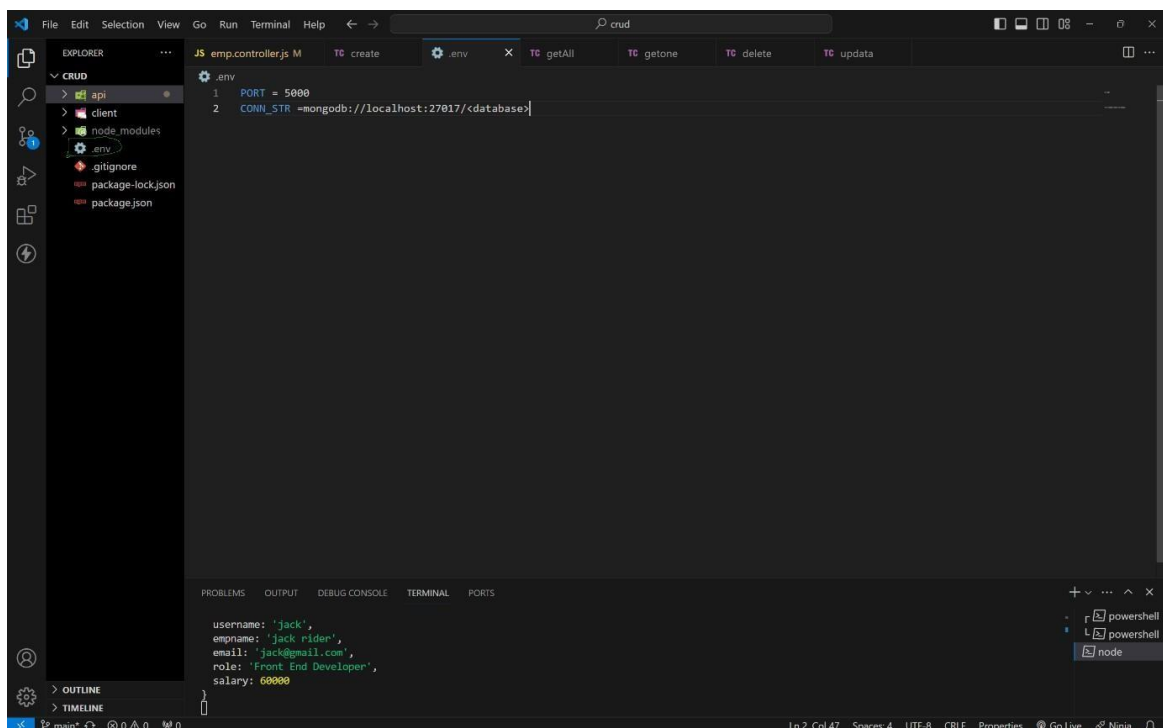 File Edit Selection View Go Run Terminal Help
crud
EXPLORER
JS emp.controller.js M
TC create
.env
TC getAll
TC getone
TC delete
TC updata
CRUD
api
client
node_modules
.env
.gitignore
package-lock.json
package.json
.env
1 PORT = 5000
2 CONN_STR =mongodb://localhost:27017/<database>
PROBLEMS OUTPUT DEBUG CONSOLE TERMINAL PORTS
username: 'jack',
empname: 'jack rider',
email: 'jack@gmail.com',
role: 'Front End Developer',
salary: 60000
}
powershell
powershell
node
OUTLINE
TIMELINE
main* 0 0 0 Ln 2, Col 47 Spaces: 4 UTF-8 CRLF Properties Go Live Ninja